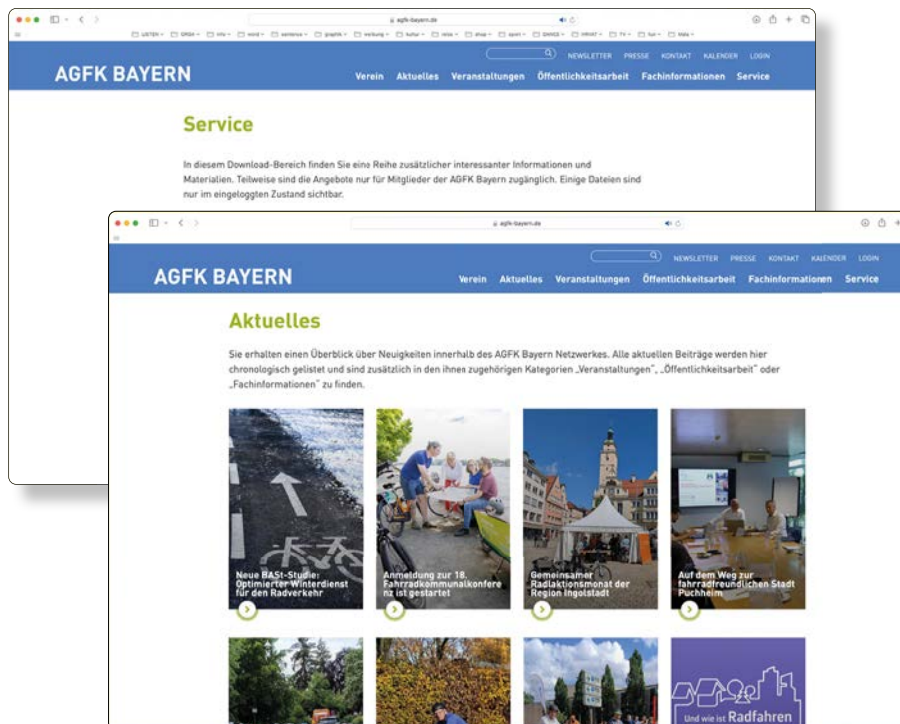 agfk-bayern.de
NEWSLETTER PRESSE KONTAKT KALENDER LOGIN
AGFK BAYERN
Verein Aktuelles Veranstaltungen Öffentlichkeitsarbeit Fachinformationen Service
Service
In diesem Download-Bereich finden Sie eine Reihe zusätzlicher interessanter Informationen und
Materialien. Teilweise sind die Angebote nur für Mitglieder der AGFK Bayern zugänglich. Einige Dateien sind
nur im eingeloggten Zustand sichtbar.
agfk-bayern.de
NEWSLETTER PRESSE KONTAKT KALENDER LOGIN
AGFK BAYERN
Verein Aktuelles Veranstaltungen Öffentlichkeitsarbeit Fachinformationen Service
Aktuelles
Sie erhalten einen Überblick über Neuigkeiten innerhalb des AGFK Bayern Netzwerkes. Alle aktuellen Beiträge werden hier
chronologisch gelistet und sind zusätzlich in den ihnen zugehörigen Kategorien „Veranstaltungen“, „Öffentlichkeitsarbeit“ oder
„Fachinformationen“ zu finden.
Neue BASt-Studie:
Optimierter Winterdienst
für den Radverkehr
Anmeldung zur 18.
Fahrradkommunalkonfere
nz ist gestartet
Gemeinsamer
Radlaktionsmonat der
Region Ingolstadt
Auf dem Weg zur
fahrradfreundlichen Stadt
Puchheim
Und wie ist Radfahren